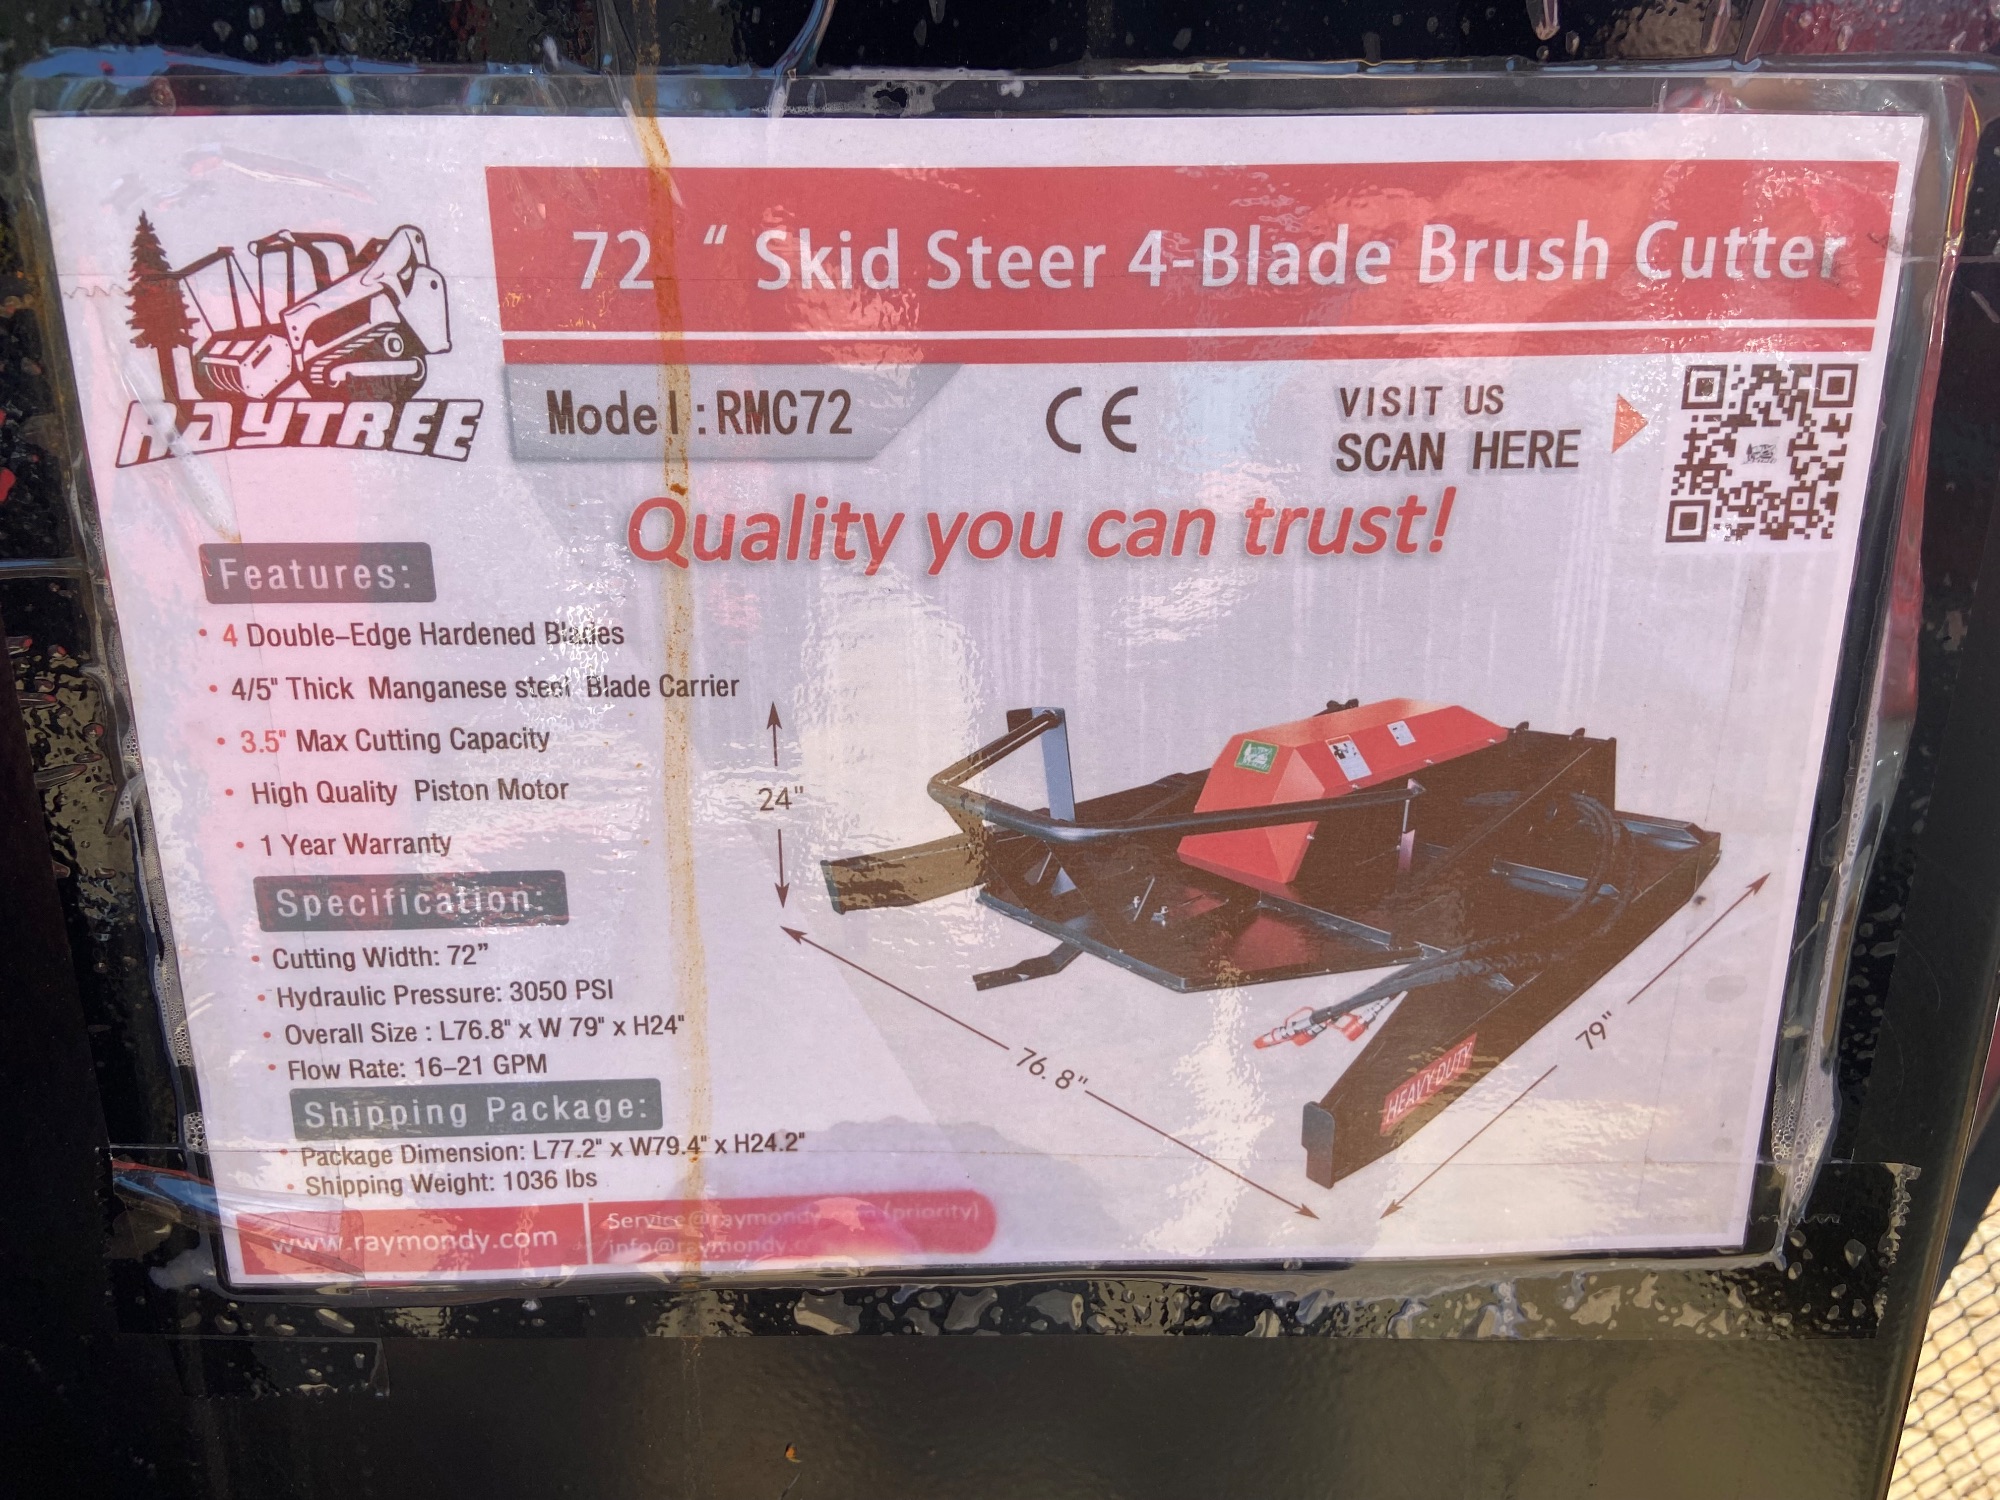 72 “ Skid Steer 4-Blade Brush Cutter
RAYTREE
Model:RMC72
CE
VISIT US
SCAN HERE
Quality you can trust!
Features:
• 4 Double-Edge Hardened Blades
• 4/5" Thick Manganese steel Blade Carrier
• 3.5" Max Cutting Capacity
• High Quality Piston Motor
• 1 Year Warranty
24"
76.8"
79"
HEAVY DUTY
Specification:
• Cutting Width: 72”
• Hydraulic Pressure: 3050 PSI
• Overall Size : L76.8" x W 79" x H24"
• Flow Rate: 16-21 GPM
Shipping Package:
• Package Dimension: L77.2" x W79.4" x H24.2"
• Shipping Weight: 1036 lbs
www.raymondy.com
Service@raymondy.com (priority)